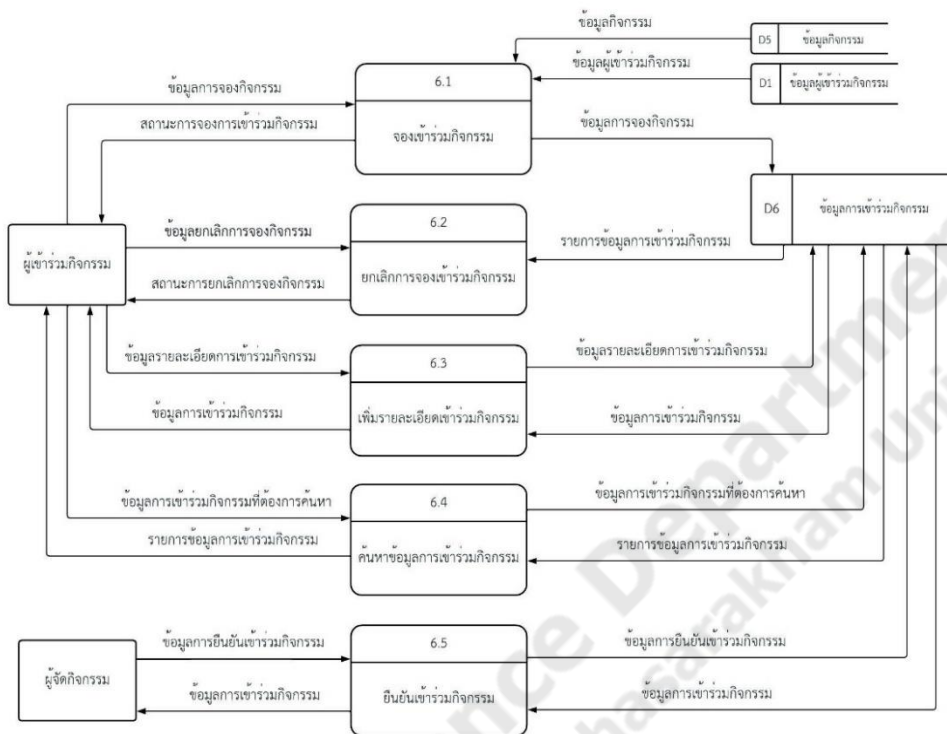 ข้อมูลกิจกรรม
D5 ข้อมูลกิจกรรม
ข้อมูลผู้เข้าร่วมกิจกรรม
D1 ข้อมูลผู้เข้าร่วมกิจกรรม
6.1
ข้อมูลการจองกิจกรรม
สถานะการจองการเข้าร่วมกิจกรรม
จองเข้าร่วมกิจกรรม
ข้อมูลการจองกิจกรรม
D6 ข้อมูลการเข้าร่วมกิจกรรม
6.2
ผู้เข้าร่วมกิจกรรม
ข้อมูลยกเลิกการจองกิจกรรม
รายการข้อมูลการเข้าร่วมกิจกรรม
ยกเลิกการจองเข้าร่วมกิจกรรม
สถานะการยกเลิกการจองกิจกรรม
ข้อมูลรายละเอียดการเข้าร่วมกิจกรรม
6.3
ข้อมูลรายละเอียดการเข้าร่วมกิจกรรม
ข้อมูลการเข้าร่วมกิจกรรม
เพิ่มรายละเอียดเข้าร่วมกิจกรรม
ข้อมูลการเข้าร่วมกิจกรรม
ข้อมูลการเข้าร่วมกิจกรรมที่ต้องการค้นหา
6.4
ข้อมูลการเข้าร่วมกิจกรรมที่ต้องการค้นหา
รายการข้อมูลการเข้าร่วมกิจกรรม
ค้นหาข้อมูลการเข้าร่วมกิจกรรม
รายการข้อมูลการเข้าร่วมกิจกรรม
ผู้จัดกิจกรรม
ข้อมูลการยืนยันเข้าร่วมกิจกรรม
6.5
ข้อมูลการยืนยันเข้าร่วมกิจกรรม
ข้อมูลการเข้าร่วมกิจกรรม
ยืนยันเข้าร่วมกิจกรรม
ข้อมูลการเข้าร่วมกิจกรรม